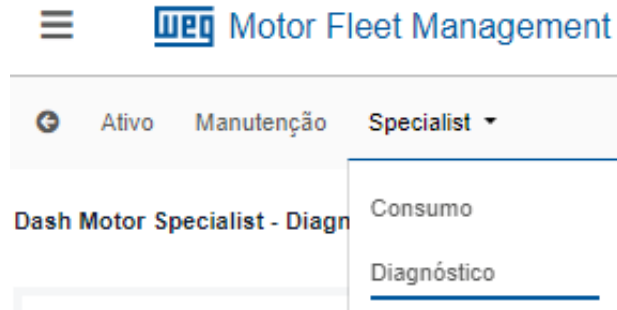 weg Motor Fleet Management
Ativo Manutenção Specialist
Dash Motor Specialist - Diagn
Consumo
Diagnóstico